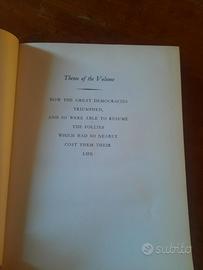 Theme of the Volume
HOW THE GREAT DEMOCRACIES
TRIUMPHED,
AND SO WERE ABLE TO RESUME
THE FOLLIES
WHICH HAD SO NEARLY
COST THEM THEIR
LIFE
subito